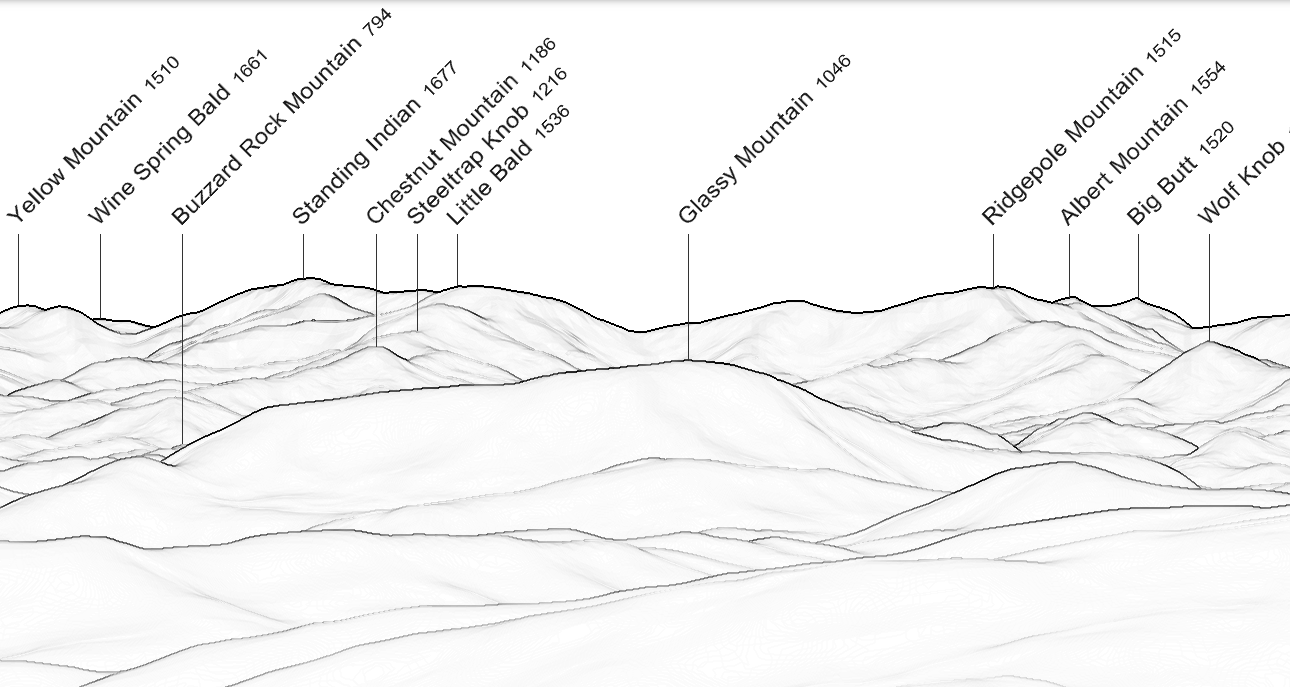 Yellow Mountain 1510
Wine Spring Bald 1661
Buzzard Rock Mountain 794
Standing Indian 1677
Chestnut Mountain 1186
Steeltrap Knob 1216
Little Bald 1536
Glassy Mountain 1046
Ridgepole Mountain 1515
Albert Mountain 1554
Big Butt 1520
Wolf Knob